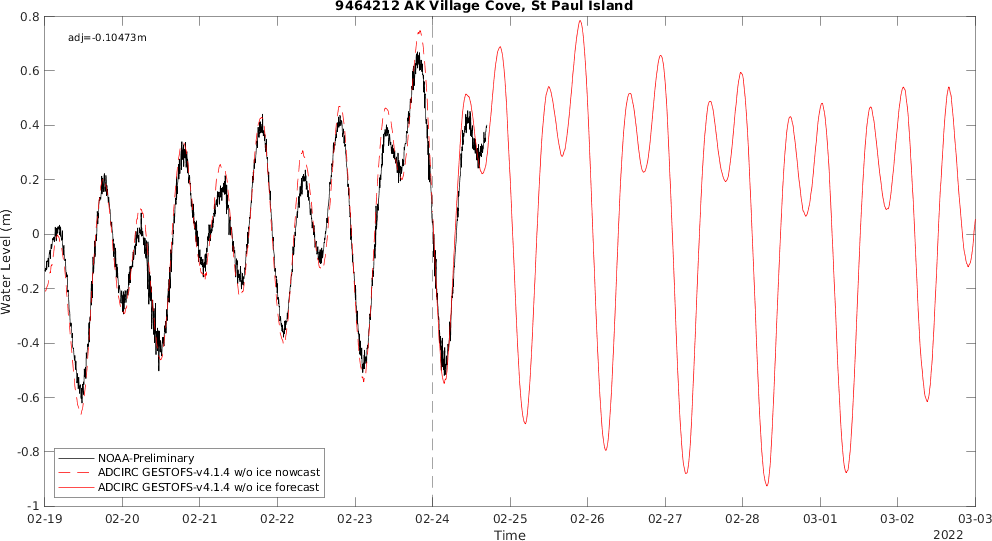 9464212 AK Village Cove, St Paul Island
adj=-0.10473m
Water Level (m)
0.8
0.6
0.4
0.2
0
-0.2
-0.4
-0.6
-0.8
-1
NOAA-Preliminary
ADCIRC GESTOFS-v4.1.4 w/o ice nowcast
ADCIRC GESTOFS-v4.1.4 w/o ice forecast
02-19 02-20 02-21 02-22 02-23 02-24 02-25 02-26 02-27 02-28 03-01 03-02 03-03
Time
2022